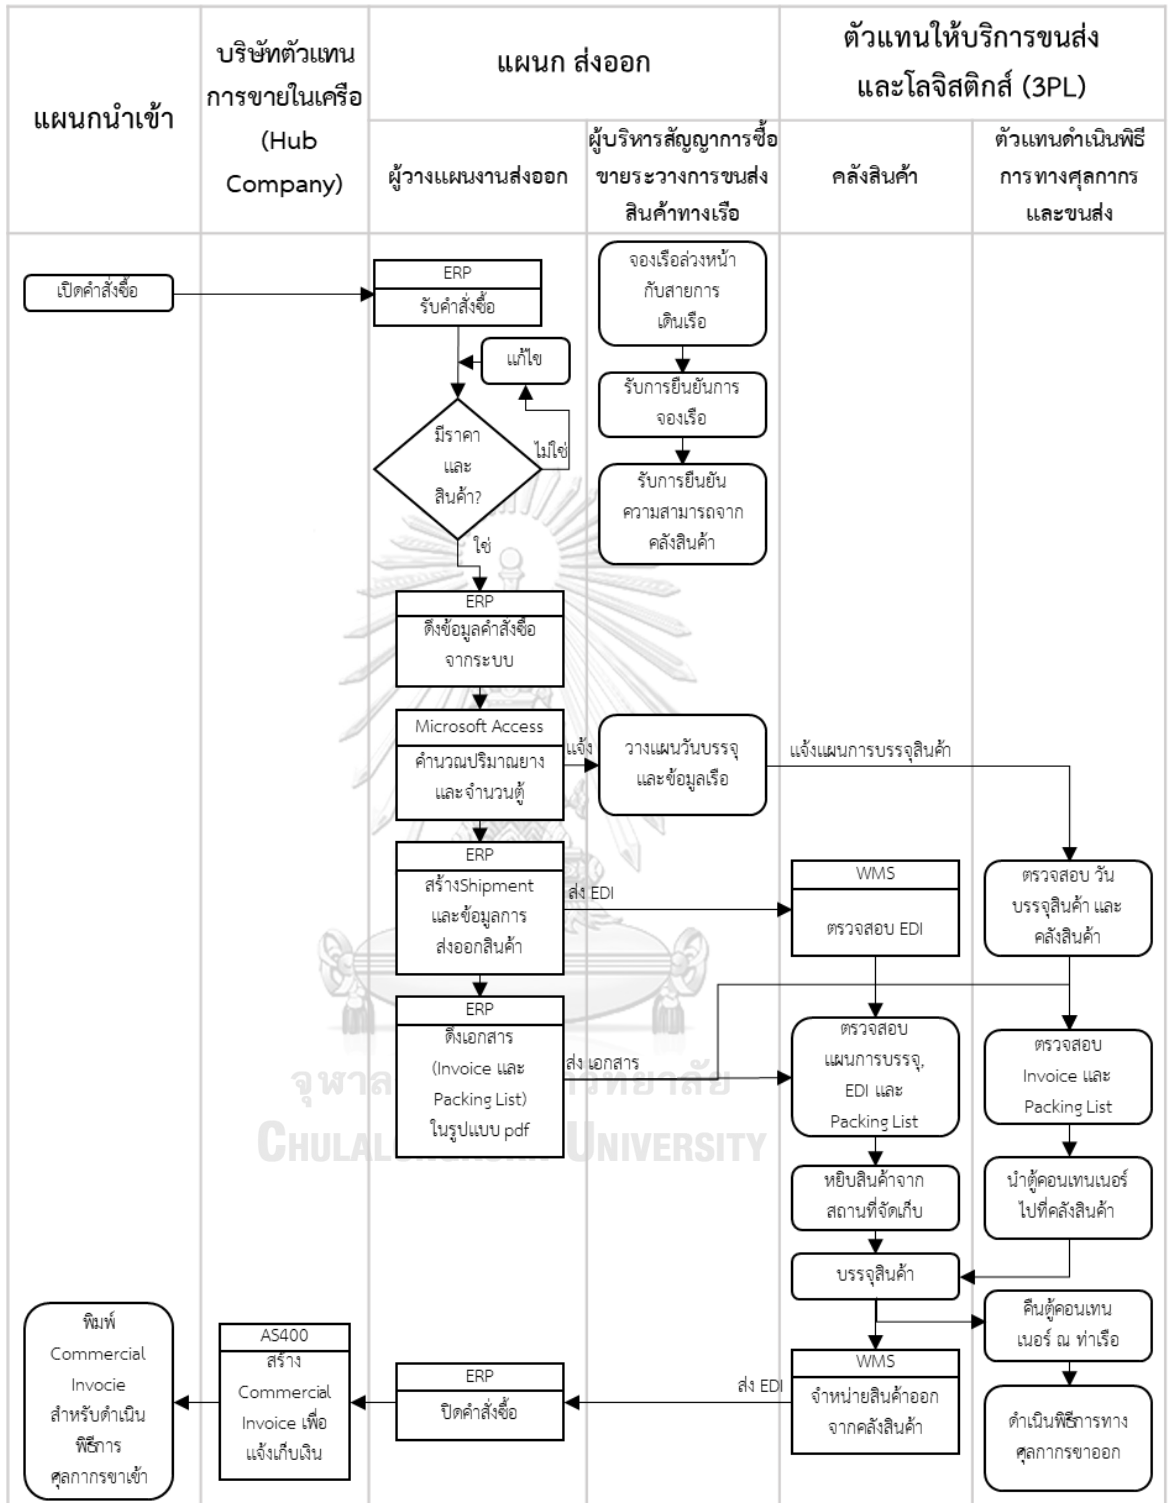 แผนกนำเข้า
บริษัทตัวแทน
การขายในเครือ
(Hub
Company)
แผนก ส่งออก
ตัวแทนให้บริการขนส่ง
และโลจิสติกส์ (3PL)
ผู้วางแผนงานส่งออก
ผู้บริหารสัญญาการซื้อ
ขายระวางการขนส่ง
สินค้าทางเรือ
คลังสินค้า
ตัวแทนดำเนินพิธี
การทางศุลกากร
และขนส่ง
เปิดคำสั่งซื้อ
ERP
รับคำสั่งซื้อ
จองเรือล่วงหน้า
กับสายการ
เดินเรือ
แก้ไข
รับการยืนยันการ
จองเรือ
มีราคา
และ
สินค้า?
ไม่ใช่
รับการยืนยัน
ความสามารถจาก
คลังสินค้า
ใช่
ERP
ดึงข้อมูลคำสั่งซื้อ
จากระบบ
Microsoft Access
คำนวณปริมาณยาง
และจำนวนตู้
แจ้ง
วางแผนวันบรรจุ
และข้อมูลเรือ
แจ้งแผนการบรรจุสินค้า
ERP
สร้างShipment
และข้อมูลการ
ส่งออกสินค้า
ส่ง EDI
WMS
ตรวจสอบ EDI
ตรวจสอบ วัน
บรรจุสินค้า และ
คลังสินค้า
ERP
ดึงเอกสาร
(Invoice และ
Packing List)
ในรูปแบบ pdf
ส่ง เอกสาร
ตรวจสอบ
แผนการบรรจุ,
EDI และ
Packing List
ตรวจสอบ
Invoice และ
Packing List
หยิบสินค้าจาก
สถานที่จัดเก็บ
นำตู้คอนเทนเนอร์
ไปที่คลังสินค้า
บรรจุสินค้า
คืนตู้คอนเทน
เนอร์ ณ ท่าเรือ
พิมพ์
Commercial
Invocie
สำหรับดำเนิน
พิธีการ
ศุลกากรขาเข้า
AS400
สร้าง
Commercial
Invoice เพื่อ
แจ้งเก็บเงิน
ERP
ปิดคำสั่งซื้อ
ส่ง EDI
WMS
จำหน่ายสินค้าออก
จากคลังสินค้า
ดำเนินพิธีการทาง
ศุลกากรขาออก
CHULALONGKORN UNIVERSITY